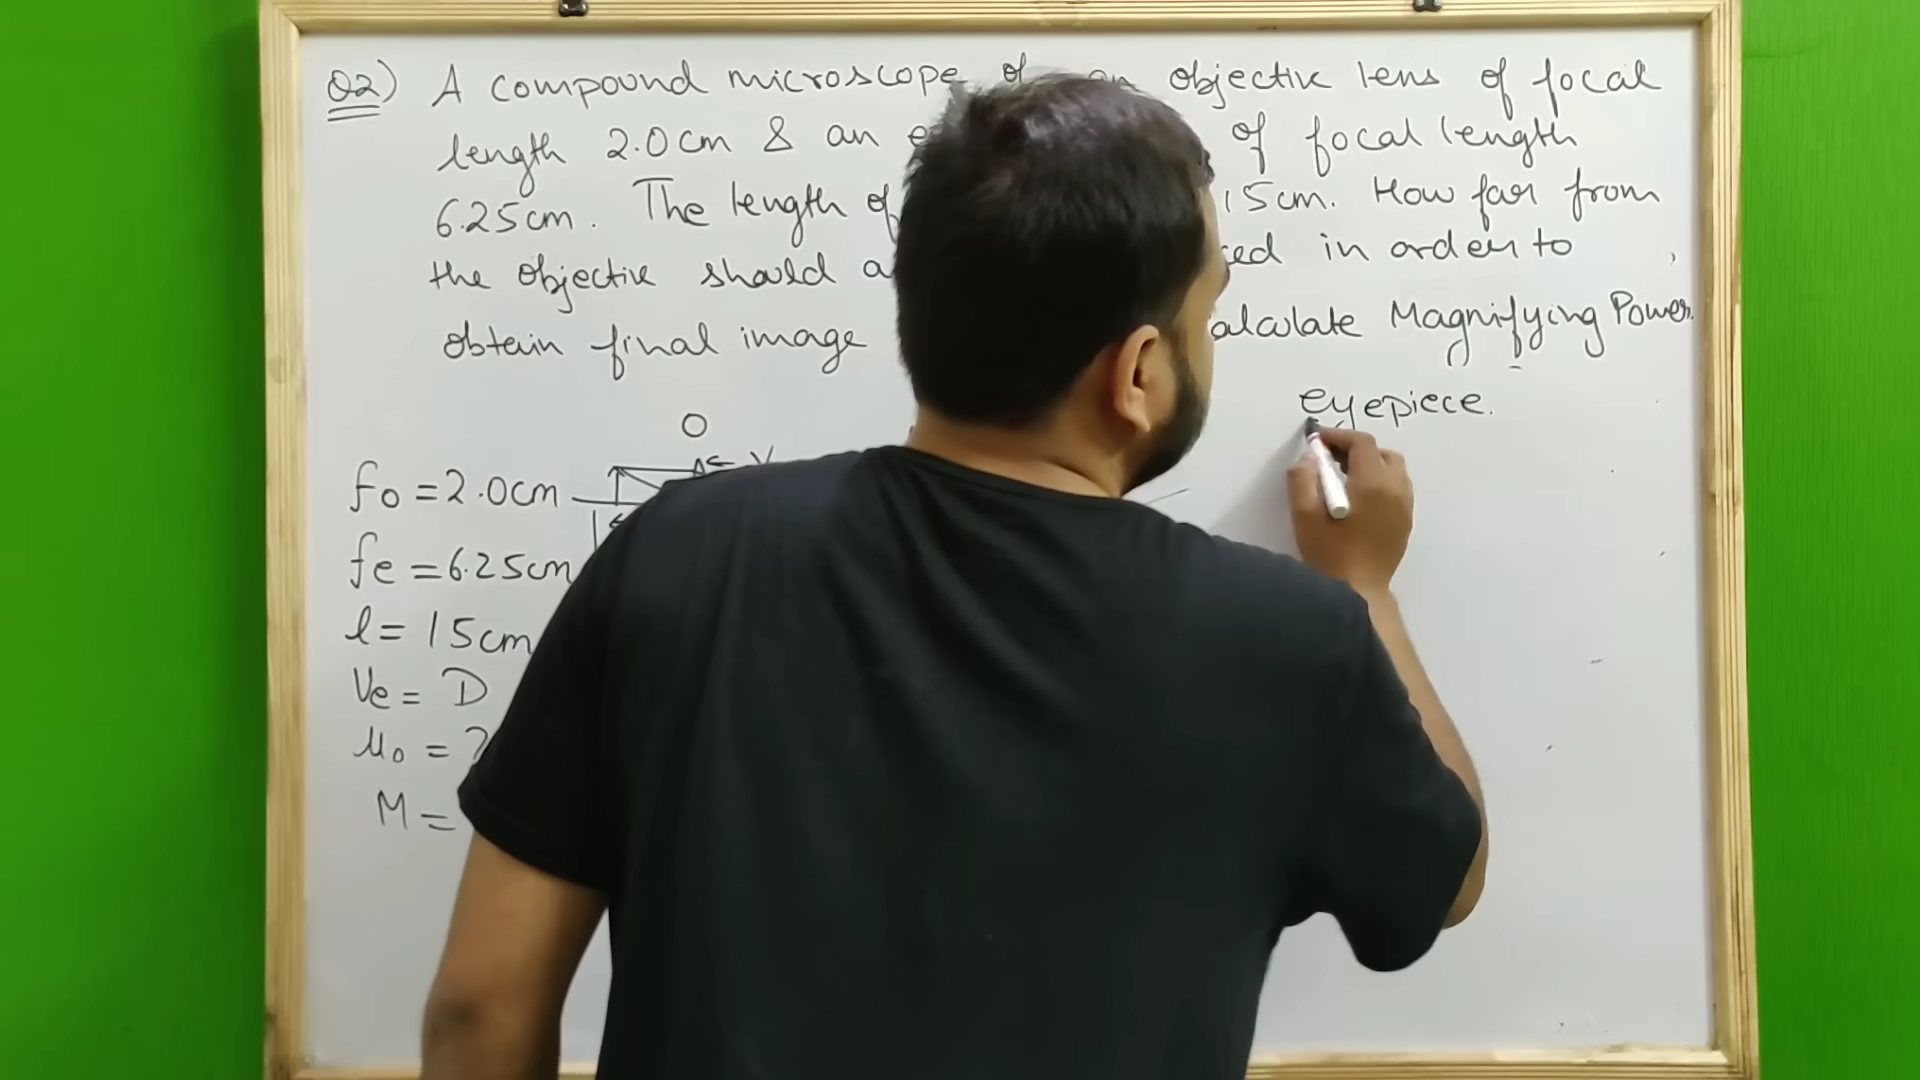 Q2) A compound microscope of an objective lens of focal
length 2.0cm & an of focal length
6.25cm. The length of 15cm. How far from
the objective should in order to
obtain final image Magnifying Power.
eyepiece.
O
fo = 2.0cm
fe = 6.25cm
l = 15cm
Ve = D
uo = ?
M =